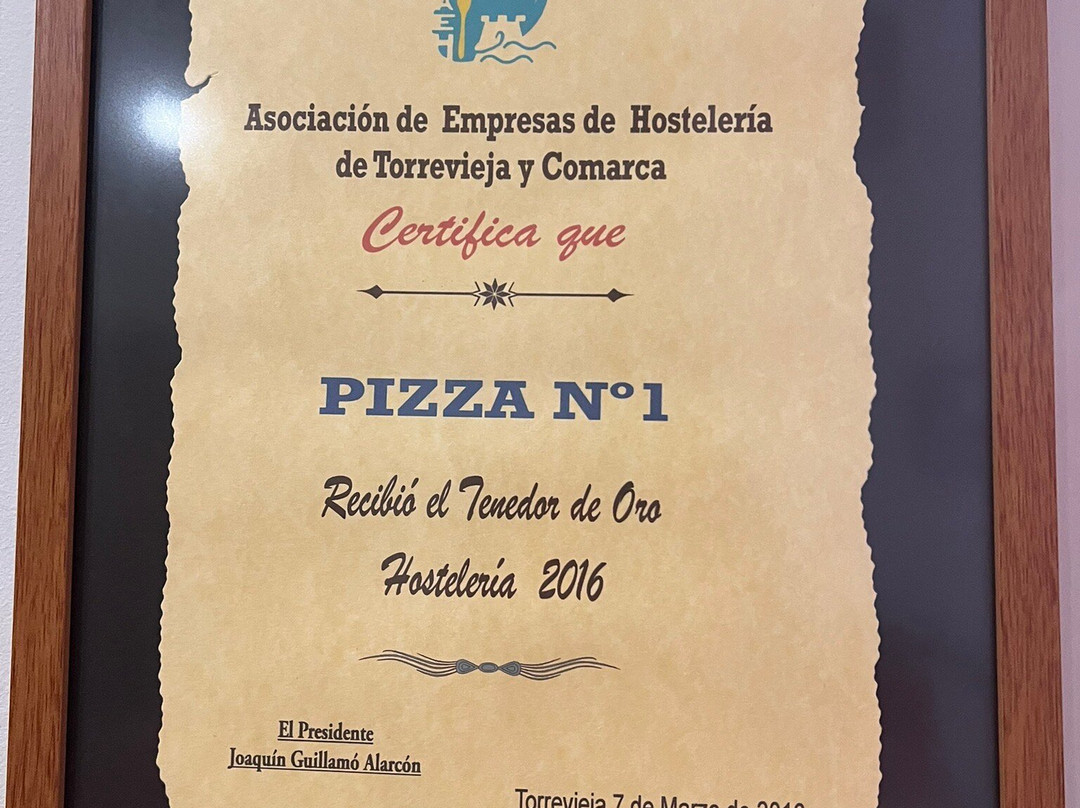 AEH
Asociación de Empresas de Hostelería
de Torrevieja y Comarca
Certifica que
PIZZA Nº1
Recibió el Tenedor de Oro
Hostelería 2016
El Presidente
Joaquín Guillamó Alarcón
Torrevieja 7 de Marzo de